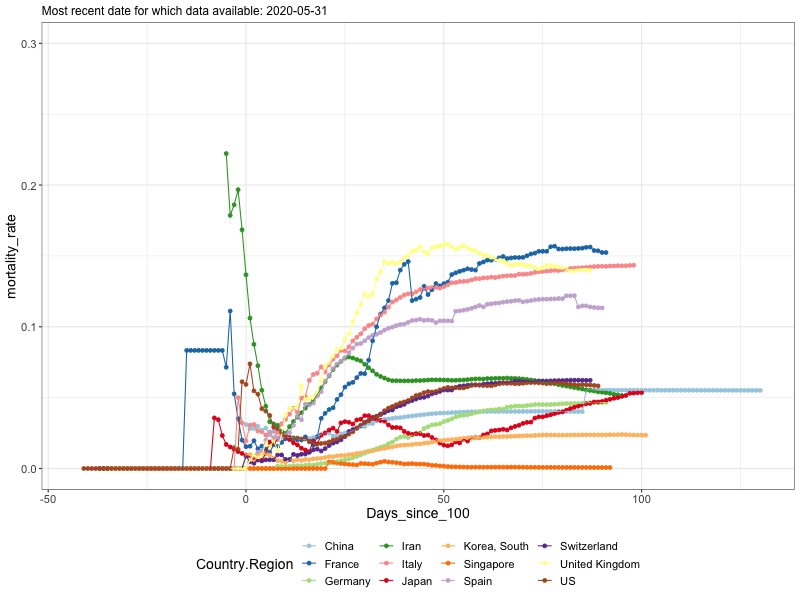 Most recent date for which data available: 2020-05-31
0.3
0.2
0.1
0.0
mortality_rate
-50 0 50 100
Days_since_100
Country.Region
China Iran Korea, South Switzerland
France Italy Singapore United Kingdom
Germany Japan Spain US